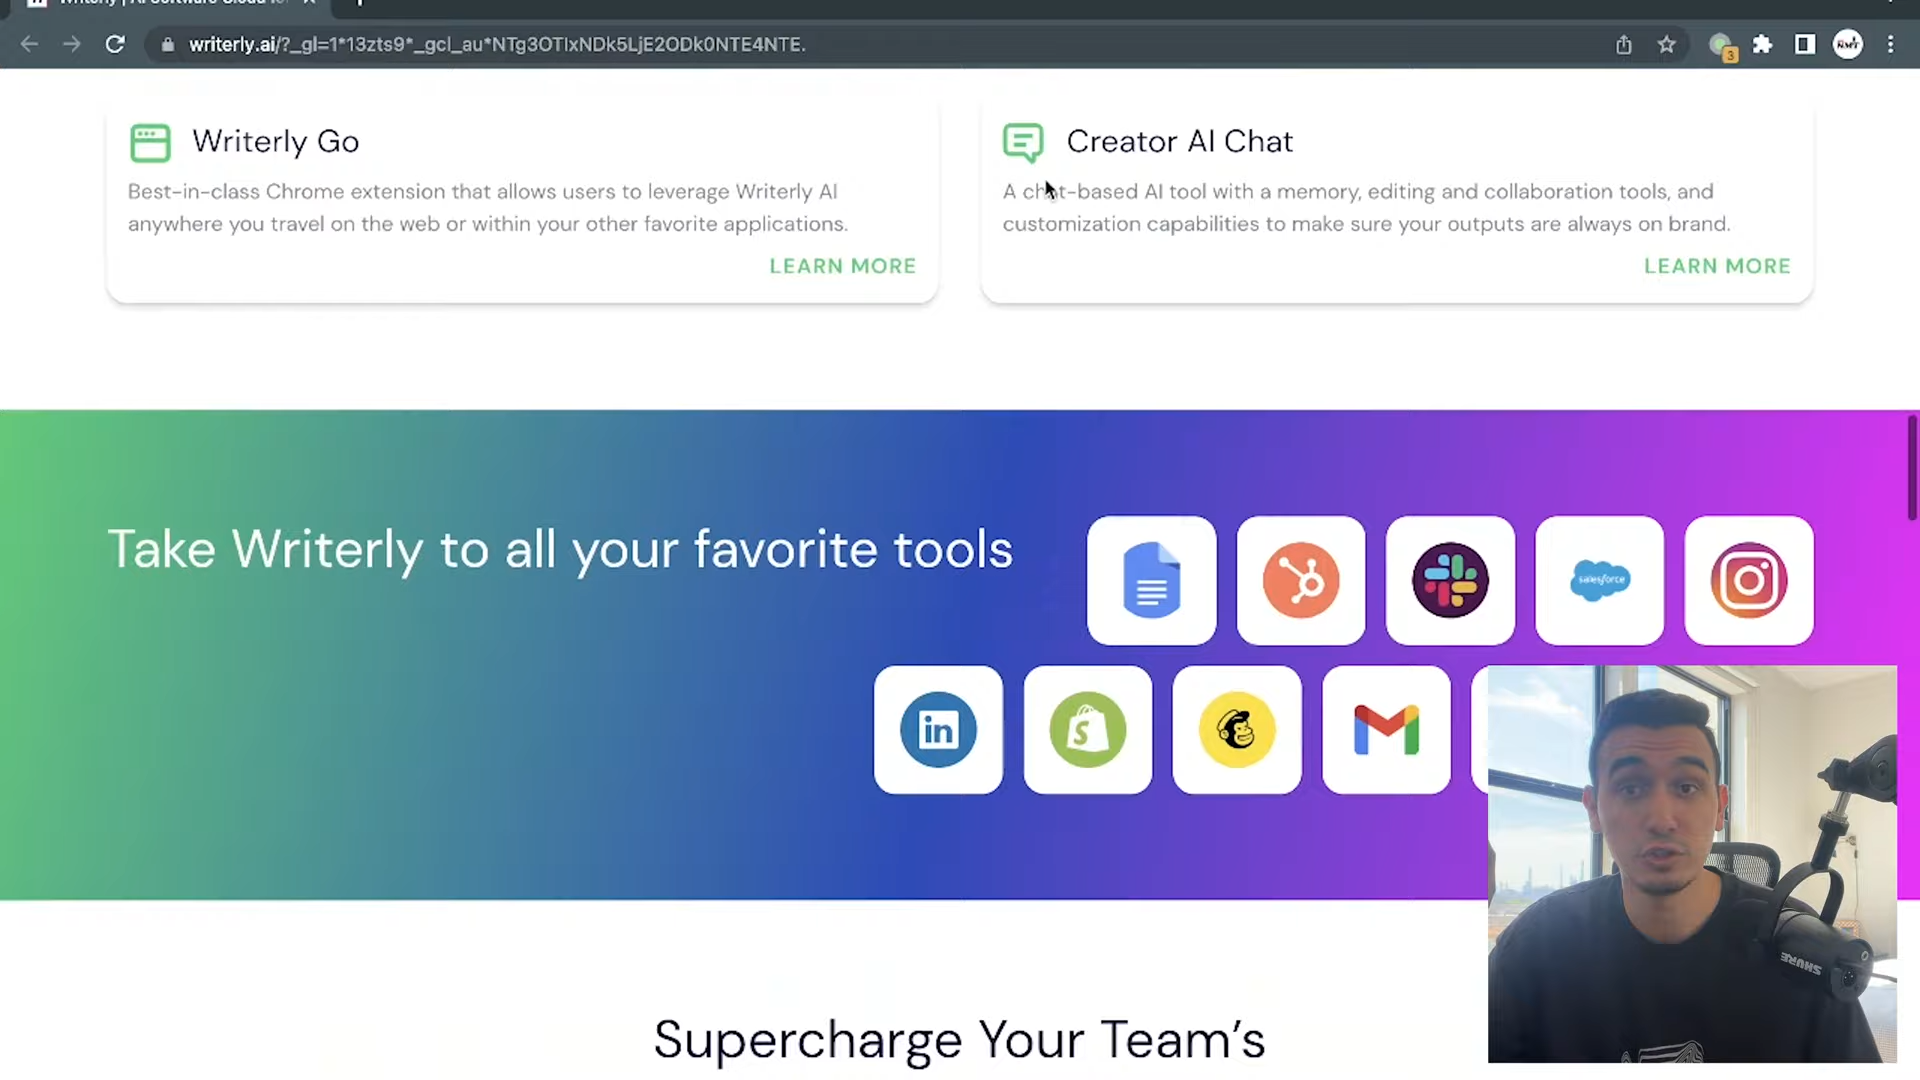 writerly.ai/?_gl=1*13zts9*_gcl_au*NTg3OTIxNDk5LjE2ODk0NTE4NTE.
3
Writerly Go
Best-in-class Chrome extension that allows users to leverage Writerly AI
anywhere you travel on the web or within your other favorite applications.
LEARN MORE
Creator AI Chat
A chat-based AI tool with a memory, editing and collaboration tools, and
customization capabilities to make sure your outputs are always on brand.
LEARN MORE
Take Writerly to all your favorite tools
salesforce
in
S
SHURE
Supercharge Your Team's